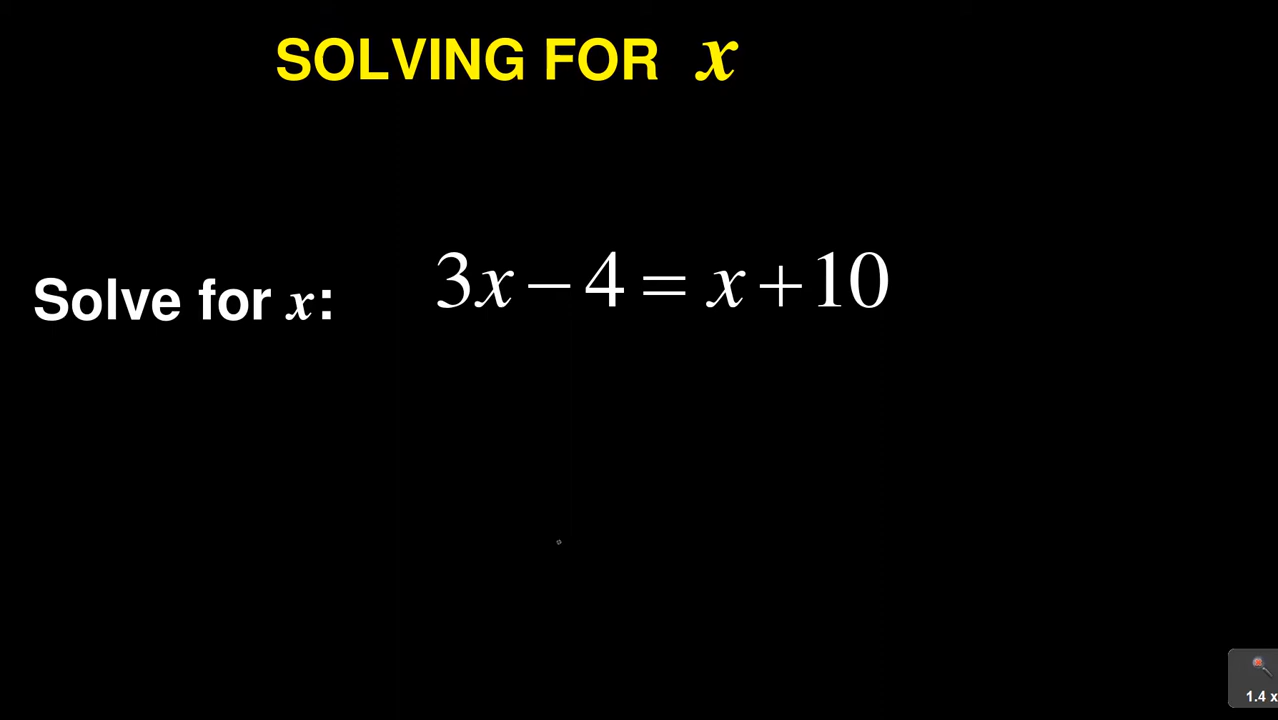 SOLVING FOR x
Solve for x: 3x − 4 = x + 10
1.4 x